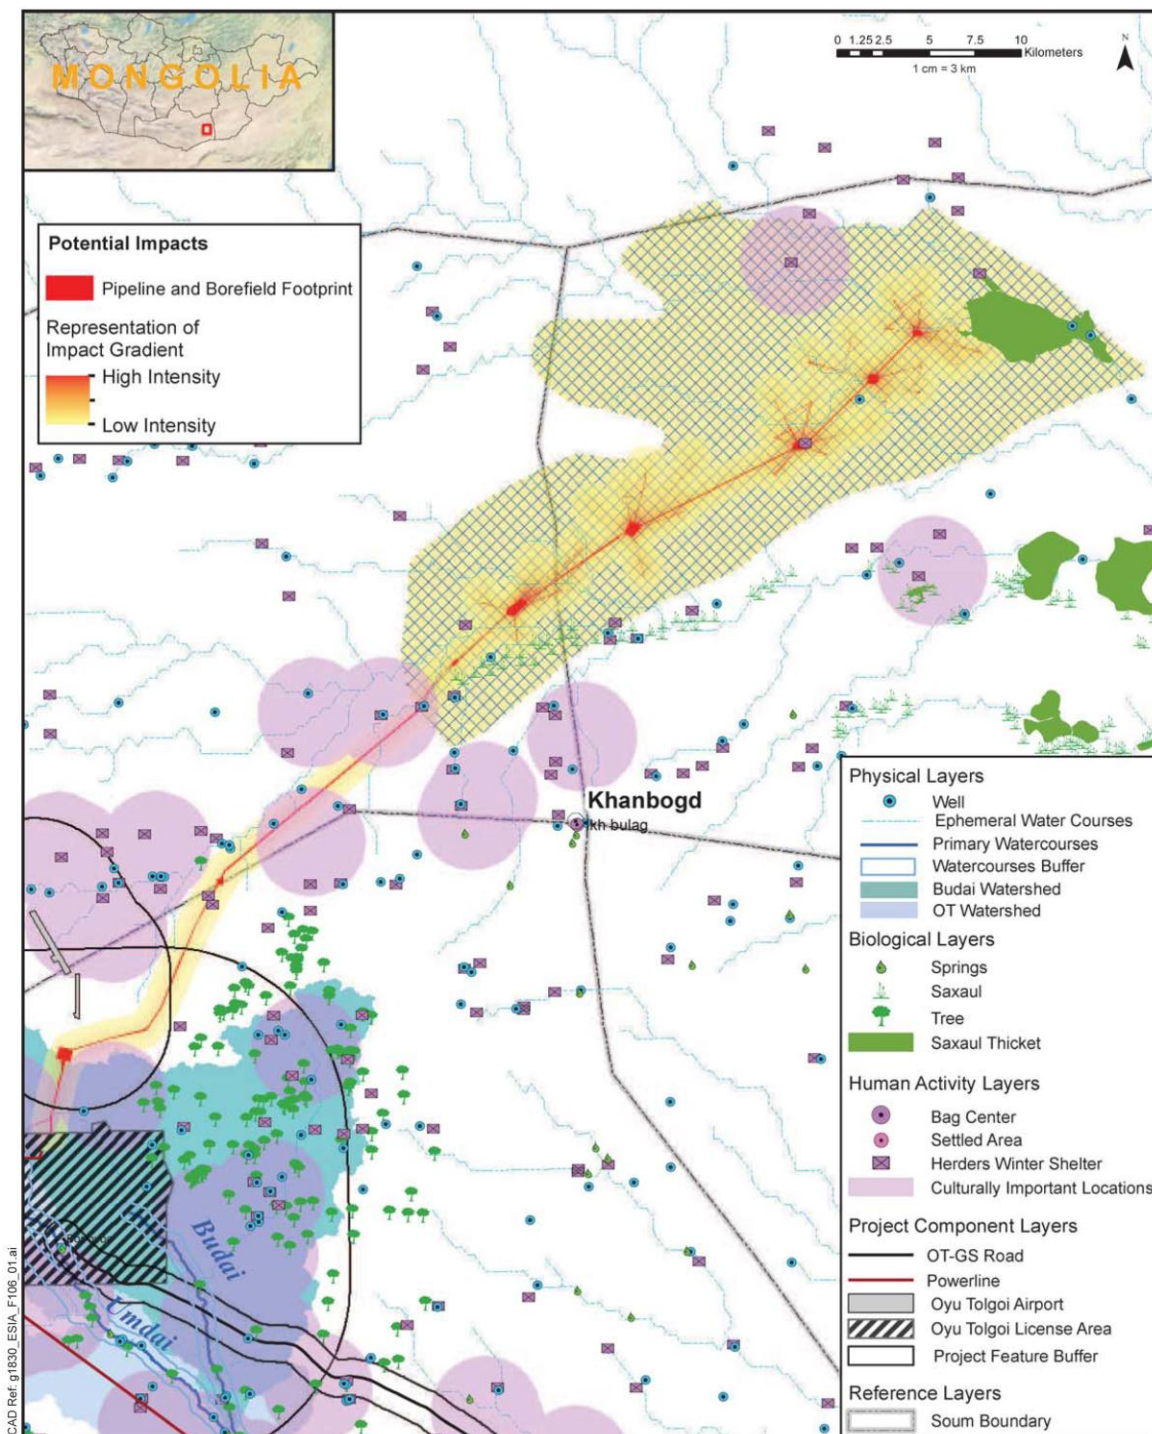 MONGOLIA
0 1.25 2.5 5 7.5 10
Kilometers
1 cm = 3 km
N
Potential Impacts
Pipeline and Borefield Footprint
Representation of
Impact Gradient
High Intensity
Low Intensity
Khanbogd
kh bulag
Budai
Umdai
Physical Layers
Well
Ephemeral Water Courses
Primary Watercourses
Watercourses Buffer
Budai Watershed
OT Watershed
Biological Layers
Springs
Saxaul
Tree
Saxaul Thicket
Human Activity Layers
Bag Center
Settled Area
Herders Winter Shelter
Culturally Important Locations
Project Component Layers
OT-GS Road
Powerline
Oyu Tolgoi Airport
Oyu Tolgoi License Area
Project Feature Buffer
Reference Layers
Soum Boundary
CAD Ref: g1830_ESIA_F106_01.ai